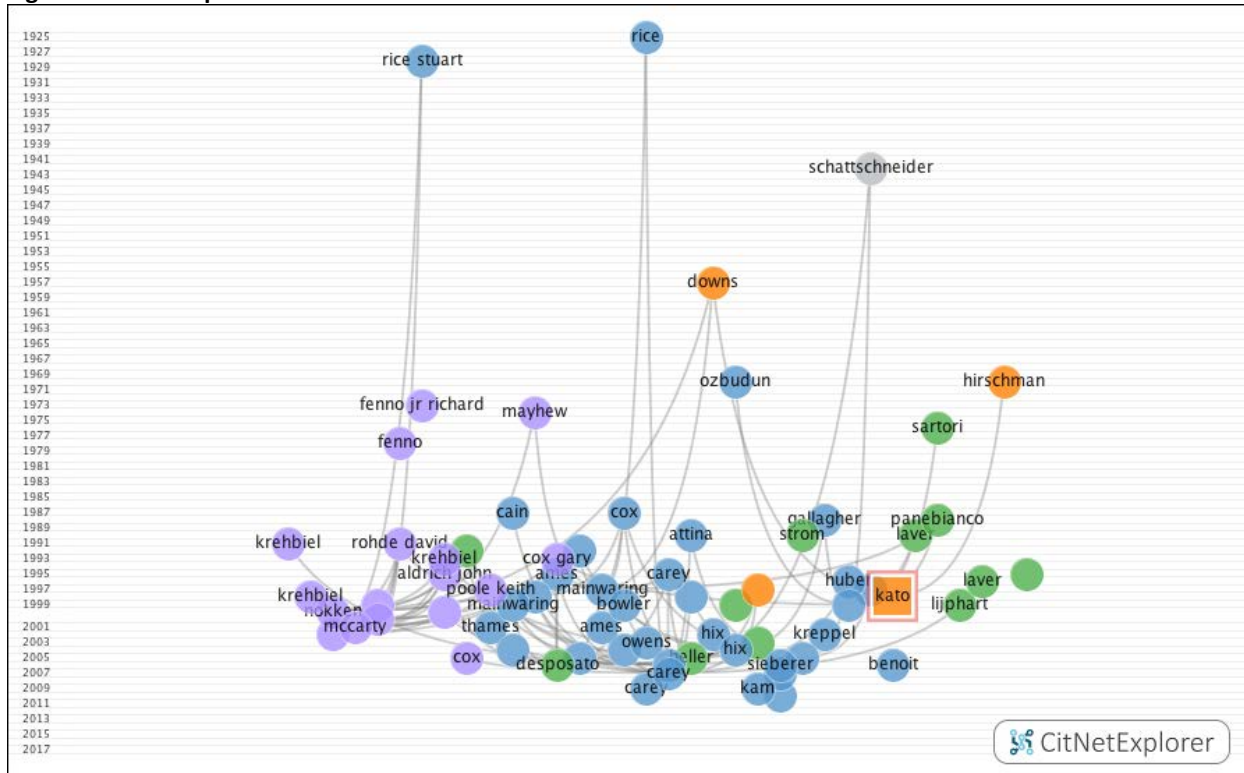 1925
rice
1927
rice stuart
1929
1931
1933
1935
1937
1939
1941
schattschneider
1943
1945
1947
1949
1951
1953
1955
1957
downs
1959
1961
1963
1965
1967
1969
ozbudun
hirschman
1971
1973
fenno jr richard
mayhew
1975
sartori
1977
fenno
1979
1981
1983
1985
1987
cain
cox
gallagher
panebianco
1989
strom
laver
attina
1991
krehbiel
rohde david
1993
krehbiel
cox gary
1995
aldrich john
ames
carey
1997
poole keith
mainwaring
huber
laver
krehbiel
kato
1999
nokken
mainwaring
bowler
lijphart
2001
mccarty
thames
ames
hix
kreppel
2003
owens
hix
2005
cox
desposato
heller
sieberer
benoit
2007
carey
2009
carey
kam
2011
2013
2015
2017
CitNetExplorer